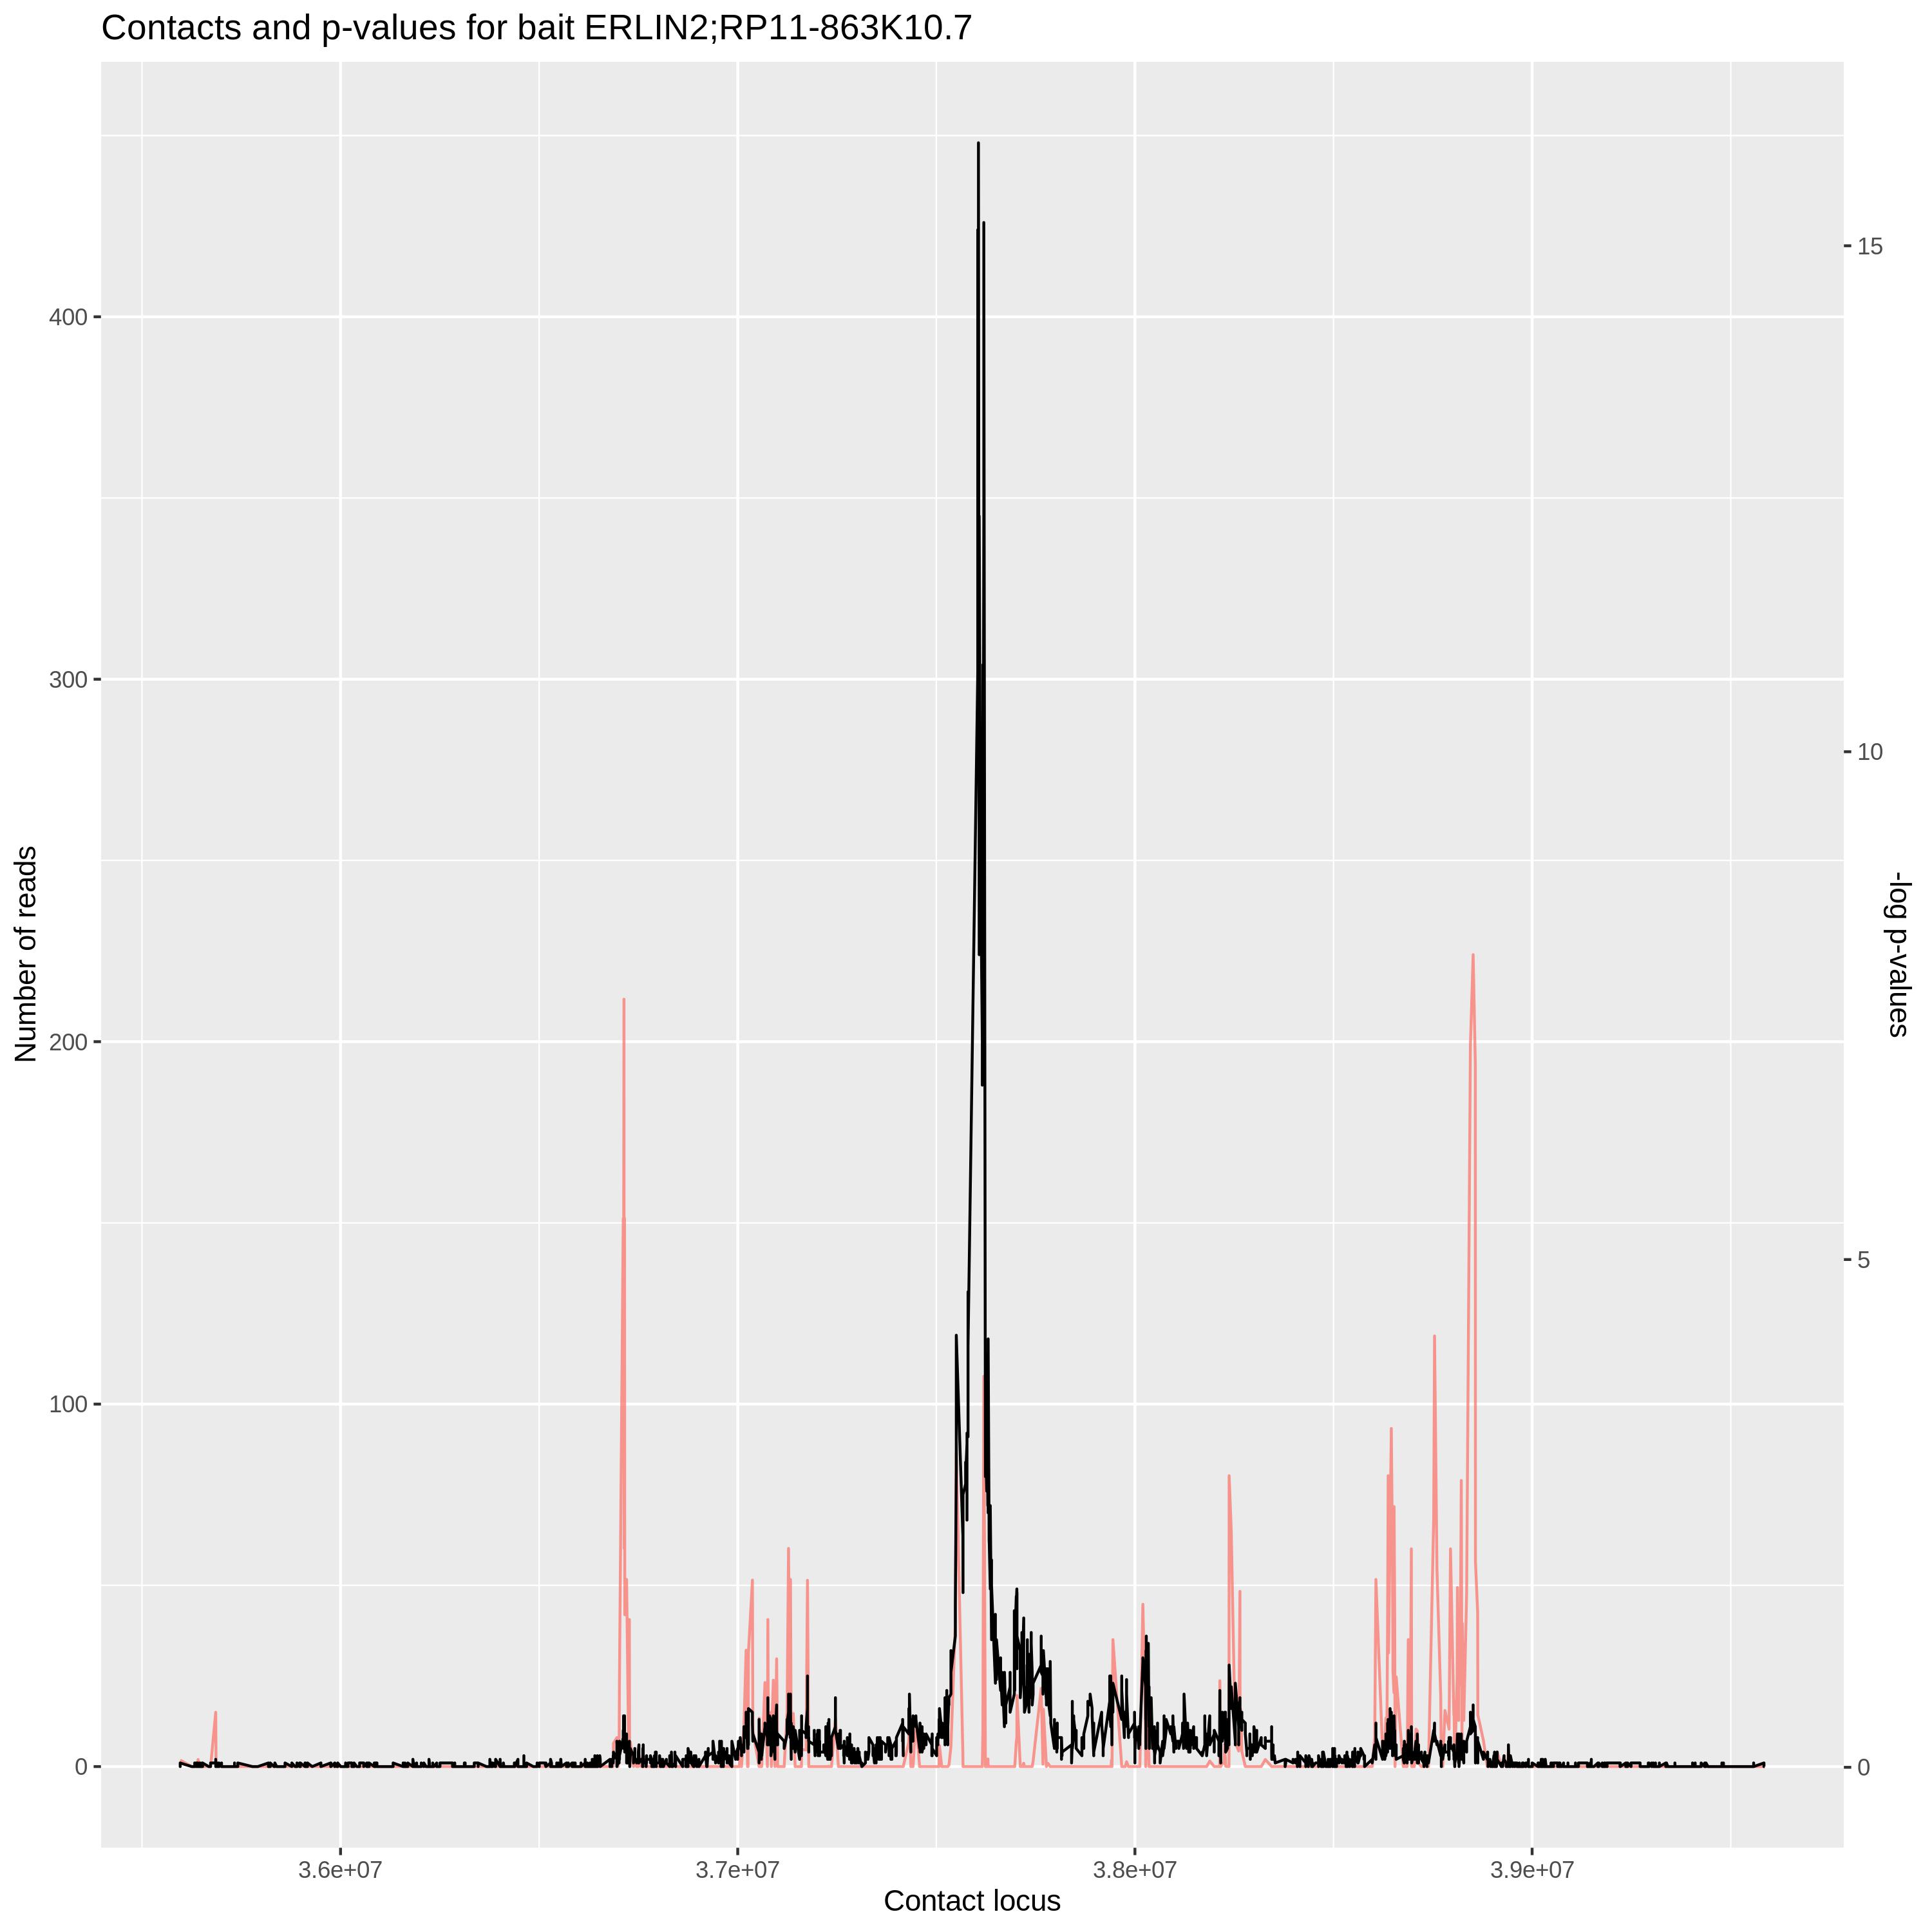 Contacts and p-values for bait ERLIN2;RP11-863K10.7
Number of reads
400
300
200
100
0
15
10
5
0
-log p-values
3.6e+07 3.7e+07 3.8e+07 3.9e+07
Contact locus